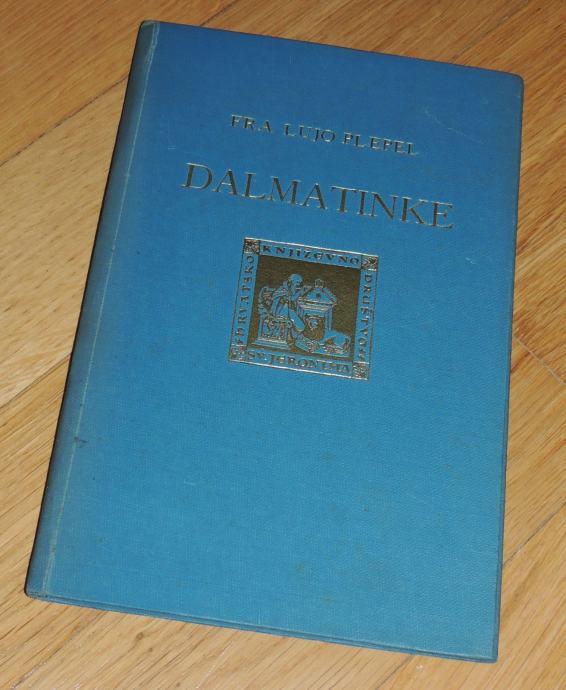 FRA LUJO PLEPEL
DALMATINKE
HRVATSKO
KNJIŽEVNO
DRUŠTVO
SV. JERONIMA